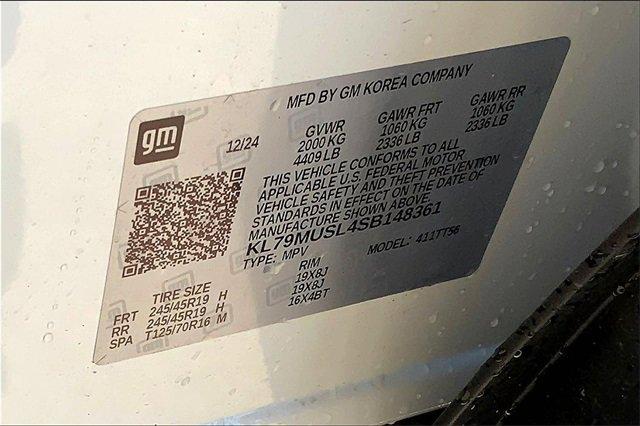 MFD BY GM KOREA COMPANY
gm
12/24
GVWR GAWR FRT GAWR RR
2000 KG 1060 KG 1060 KG
4409 LB 2336 LB 2336 LB
THIS VEHICLE CONFORMS TO ALL
APPLICABLE U.S. FEDERAL MOTOR
VEHICLE SAFETY AND THEFT PREVENTION
STANDARDS IN EFFECT ON THE DATE OF
MANUFACTURE SHOWN ABOVE.
KL79MUSL4SB148361
TYPE: MPV MODEL: 411TT56
TIRE SIZE RIM
FRT 245/45R19 H 19X8J
RR 245/45R19 H 19X8J
SPA T125/70R16 M 16X4BT